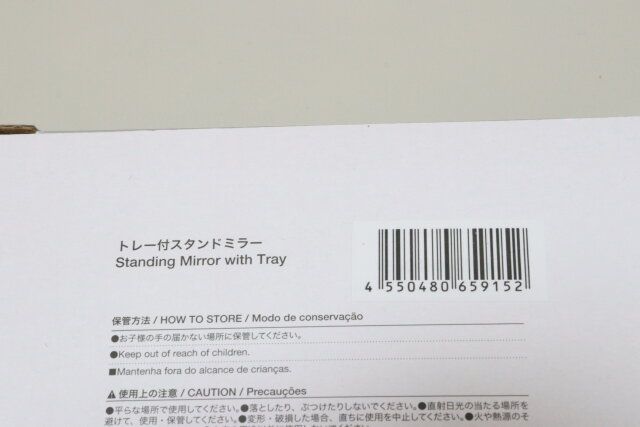 トレー付スタンドミラー
Standing Mirror with Tray
4 550480 659152
保管方法 / HOW TO STORE / Modo de conservação
●お子様の手の届かない場所に保管してください。
●Keep out of reach of children.
■Mantenha fora do alcance de crianças.
⚠使用上の注意 / CAUTION / Precauções
●平らな場所で使用してください。●落としたり、ぶつけたりしないでください。●直射日光の当たる場所を
避けて、使用・保管してください。●変形・破損した場合、直ちに使用を中止してください。●火や熱源のそ